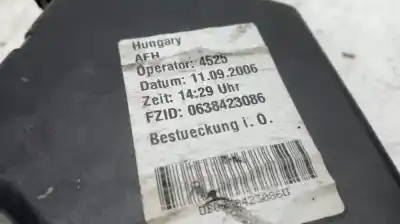 Hungary
AFH
Operator: 4525
Datum: 11.09.2006
Zeit: 14:29 Uhr
FZID: 0638423086
Bestueckung i.O.